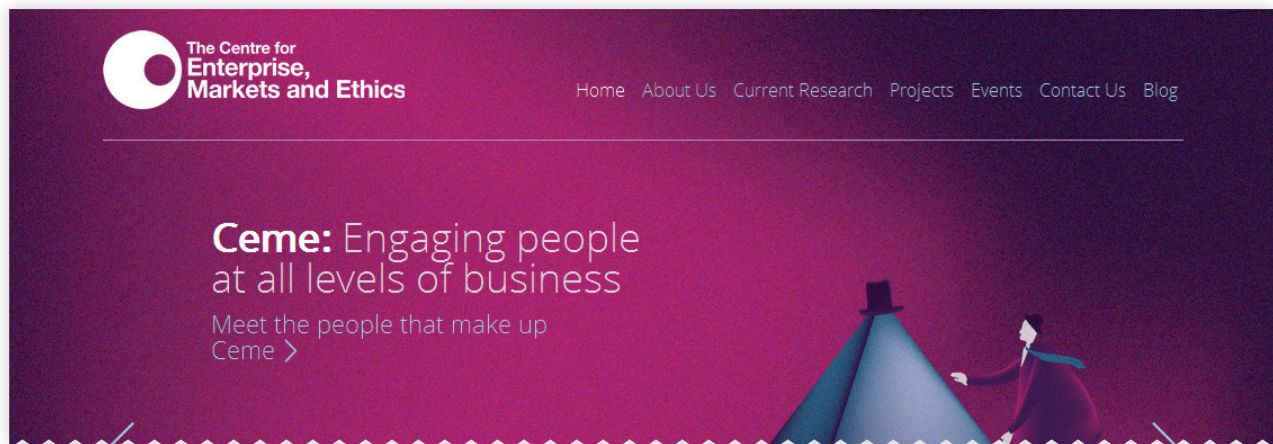 The Centre for
Enterprise,
Markets and Ethics
Home About Us Current Research Projects Events Contact Us Blog
Ceme: Engaging people
at all levels of business
Meet the people that make up
Ceme